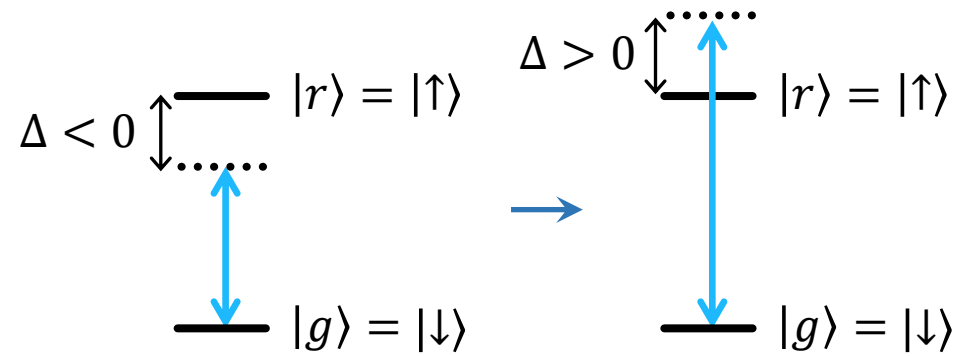 Δ < 0
|r⟩ = |↑⟩
|g⟩ = |↓⟩
Δ > 0
|r⟩ = |↑⟩
|g⟩ = |↓⟩